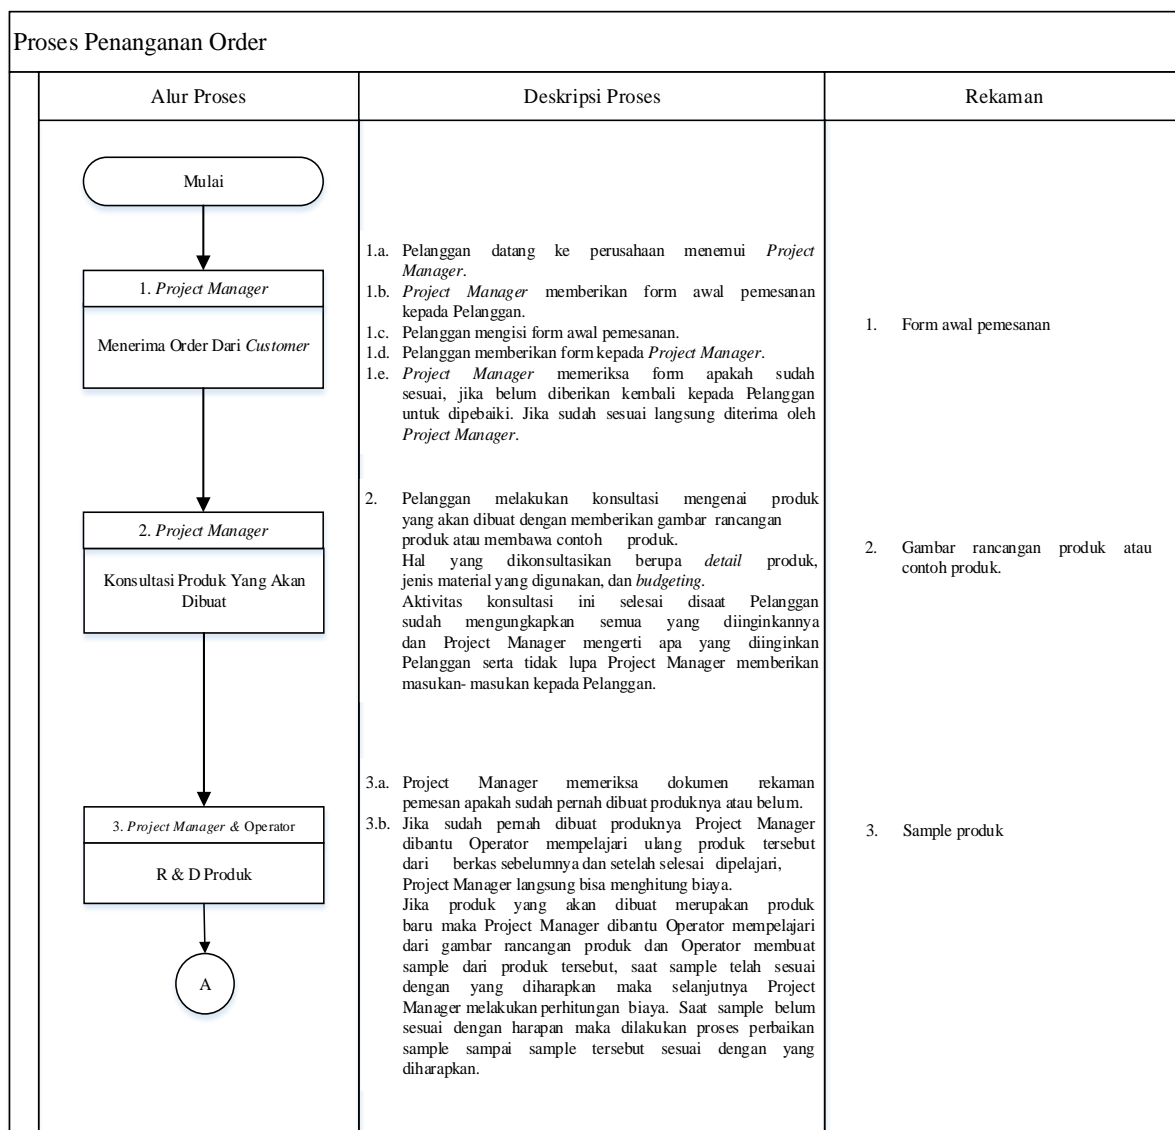 Proses Penanganan Order
Alur Proses
Deskripsi Proses
Rekaman
Mulai
1. Project Manager
Menerima Order Dari Customer
1.a. Pelanggan datang ke perusahaan menemui Project
Manager.
1.b. Project Manager memberikan form awal pemesanan
kepada Pelanggan.
1.c. Pelanggan mengisi form awal pemesanan.
1.d. Pelanggan memberikan form kepada Project Manager.
1.e. Project Manager memeriksa form apakah sudah
sesuai, jika belum diberikan kembali kepada Pelanggan
untuk dipebaiki. Jika sudah sesuai langsung diterima oleh
Project Manager.
1. Form awal pemesanan
2. Project Manager
Konsultasi Produk Yang Akan
Dibuat
2. Pelanggan melakukan konsultasi mengenai produk
yang akan dibuat dengan memberikan gambar rancangan
produk atau membawa contoh produk.
Hal yang dikonsultasikan berupa detail produk,
jenis material yang digunakan, dan budgeting.
Aktivitas konsultasi ini selesai disaat Pelanggan
sudah mengungkapkan semua yang diinginkannya
dan Project Manager mengerti apa yang diinginkan
Pelanggan serta tidak lupa Project Manager memberikan
masukan- masukan kepada Pelanggan.
2. Gambar rancangan produk atau
contoh produk.
3. Project Manager & Operator
R & D Produk
A
3.a. Project Manager memeriksa dokumen rekaman
pemesan apakah sudah pernah dibuat produknya atau belum.
3.b. Jika sudah pernah dibuat produknya Project Manager
dibantu Operator mempelajari ulang produk tersebut
dari berkas sebelumnya dan setelah selesai dipelajari,
Project Manager langsung bisa menghitung biaya.
Jika produk yang akan dibuat merupakan produk
baru maka Project Manager dibantu Operator mempelajari
dari gambar rancangan produk dan Operator membuat
sample dari produk tersebut, saat sample telah sesuai
dengan yang diharapkan maka selanjutnya Project
Manager melakukan perhitungan biaya. Saat sample belum
sesuai dengan harapan maka dilakukan proses perbaikan
sample sampai sample tersebut sesuai dengan yang
diharapkan.
3. Sample produk